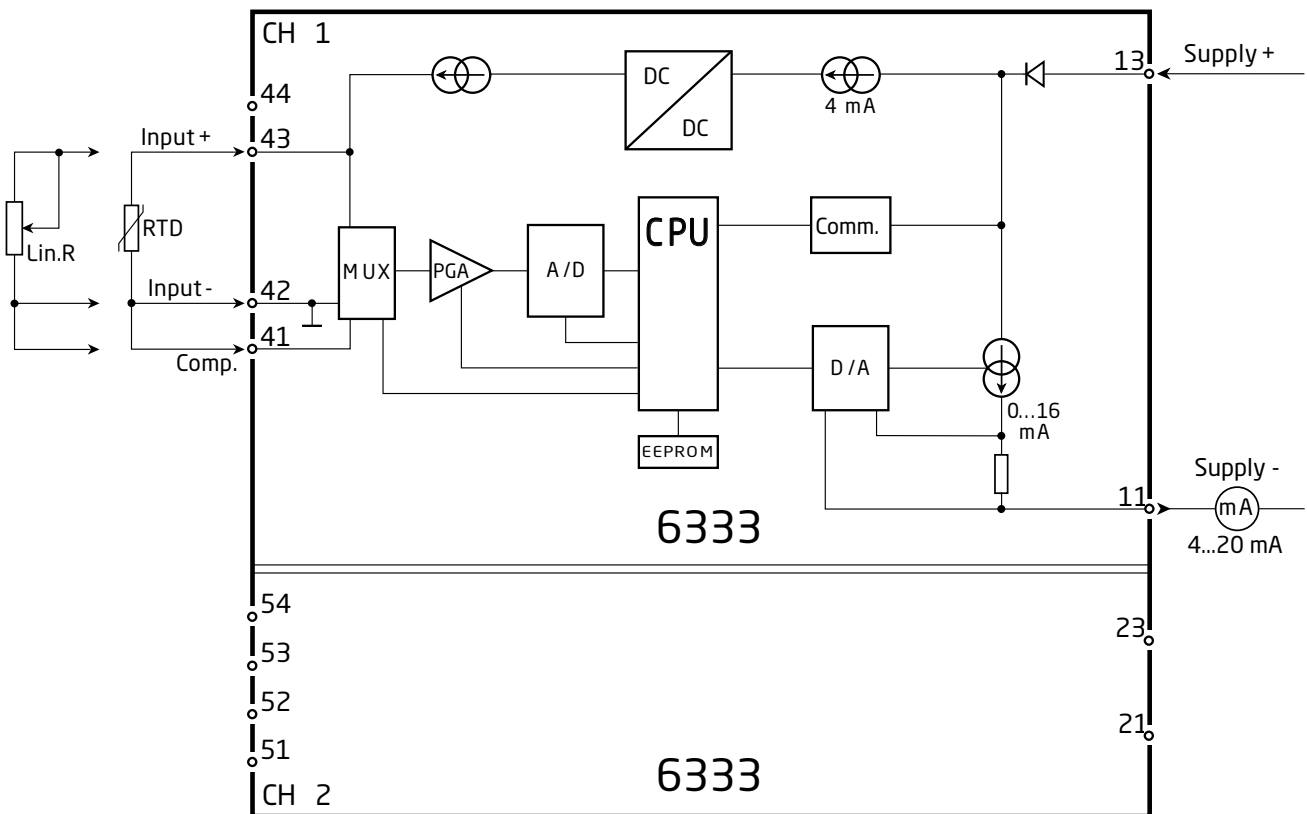 CH 1
44
43
Input +
Lin.R
RTD
Input -
42
41
Comp.
DC
DC
4 mA
13
Supply +
MUX
PGA
A/D
CPU
Comm.
EEPROM
D/A
0...16
mA
11
Supply -
mA
4...20 mA
6333
54
53
52
51
23
21
6333
CH 2